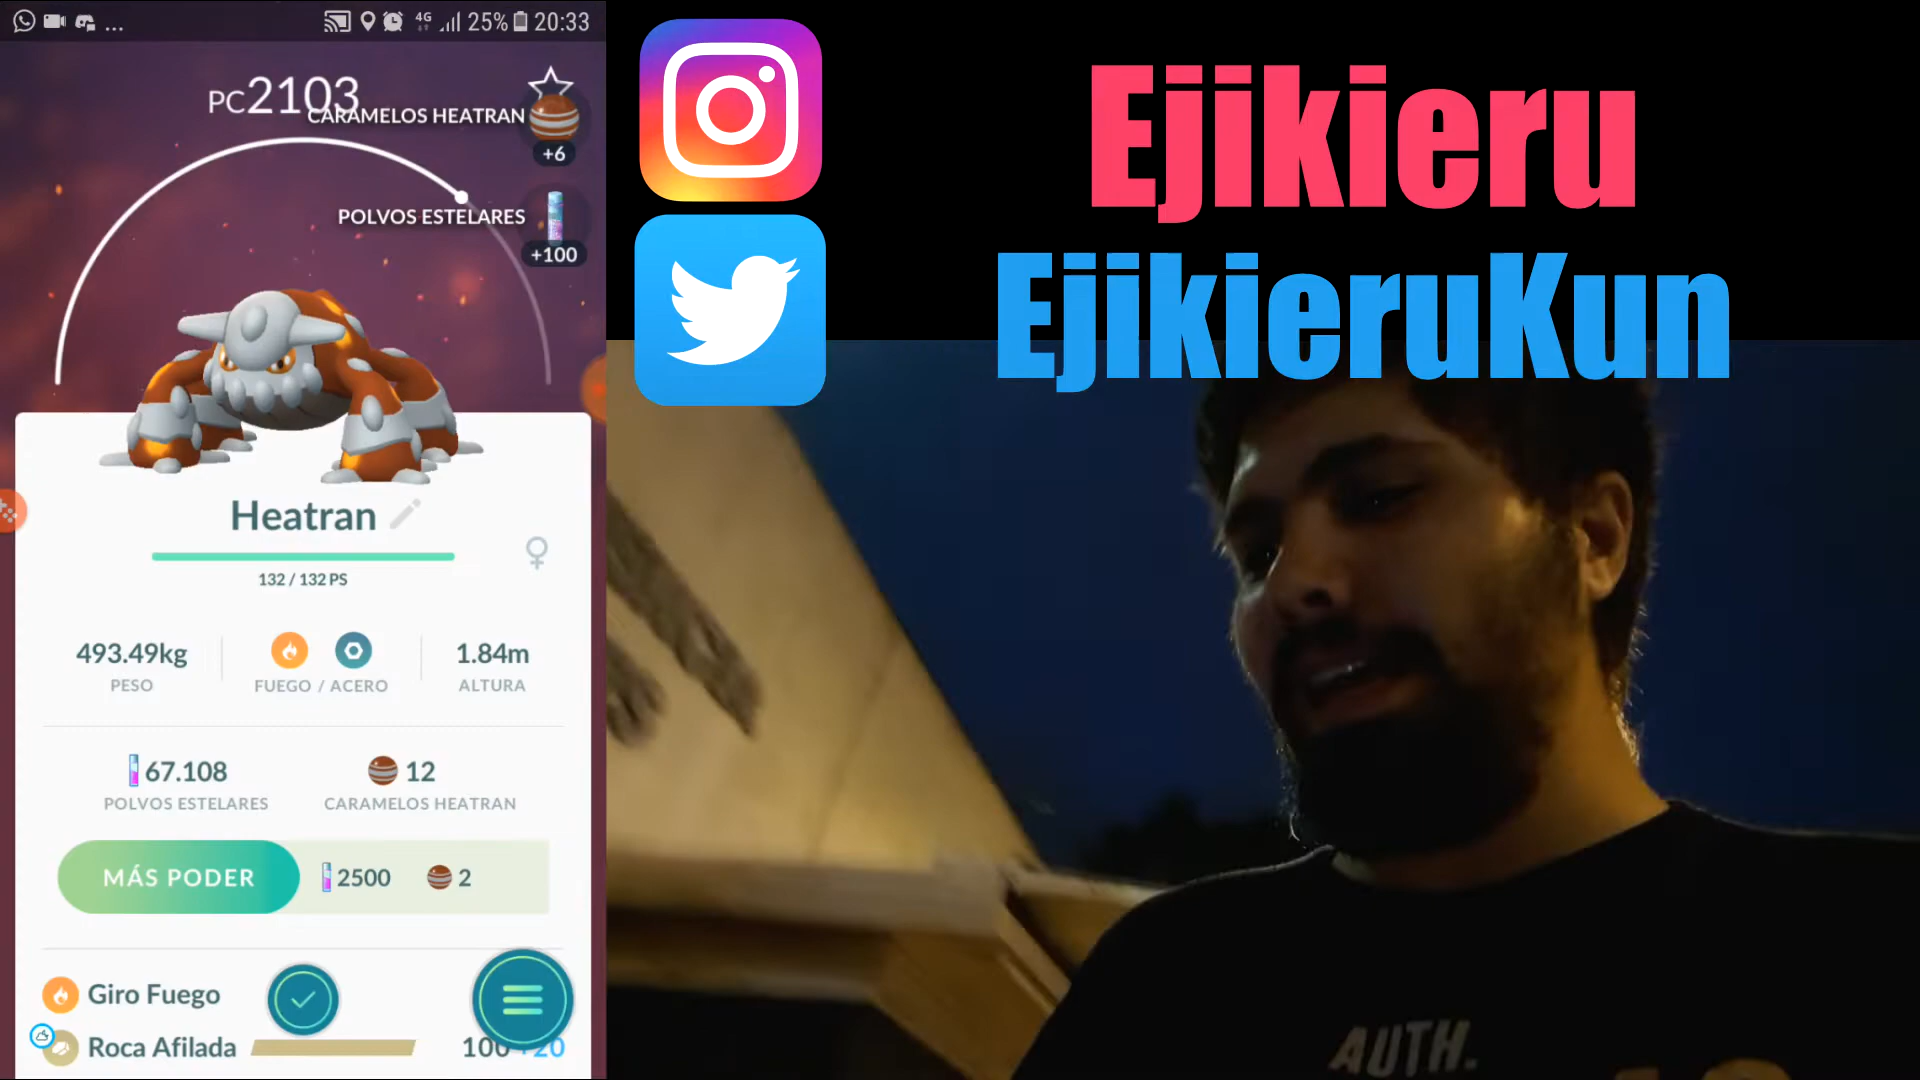 4G 25% 20:33
PC2103
CARAMELOS HEATRAN
+6
POLVOS ESTELARES
+100
Heatran
132 / 132 PS
493.49kg
PESO
FUEGO / ACERO
1.84m
ALTURA
67.108
POLVOS ESTELARES
12
CARAMELOS HEATRAN
MÁS PODER
2500
2
Giro Fuego
Roca Afilada
100 +20
Ejikieru
EjikieruKun
AUTH.